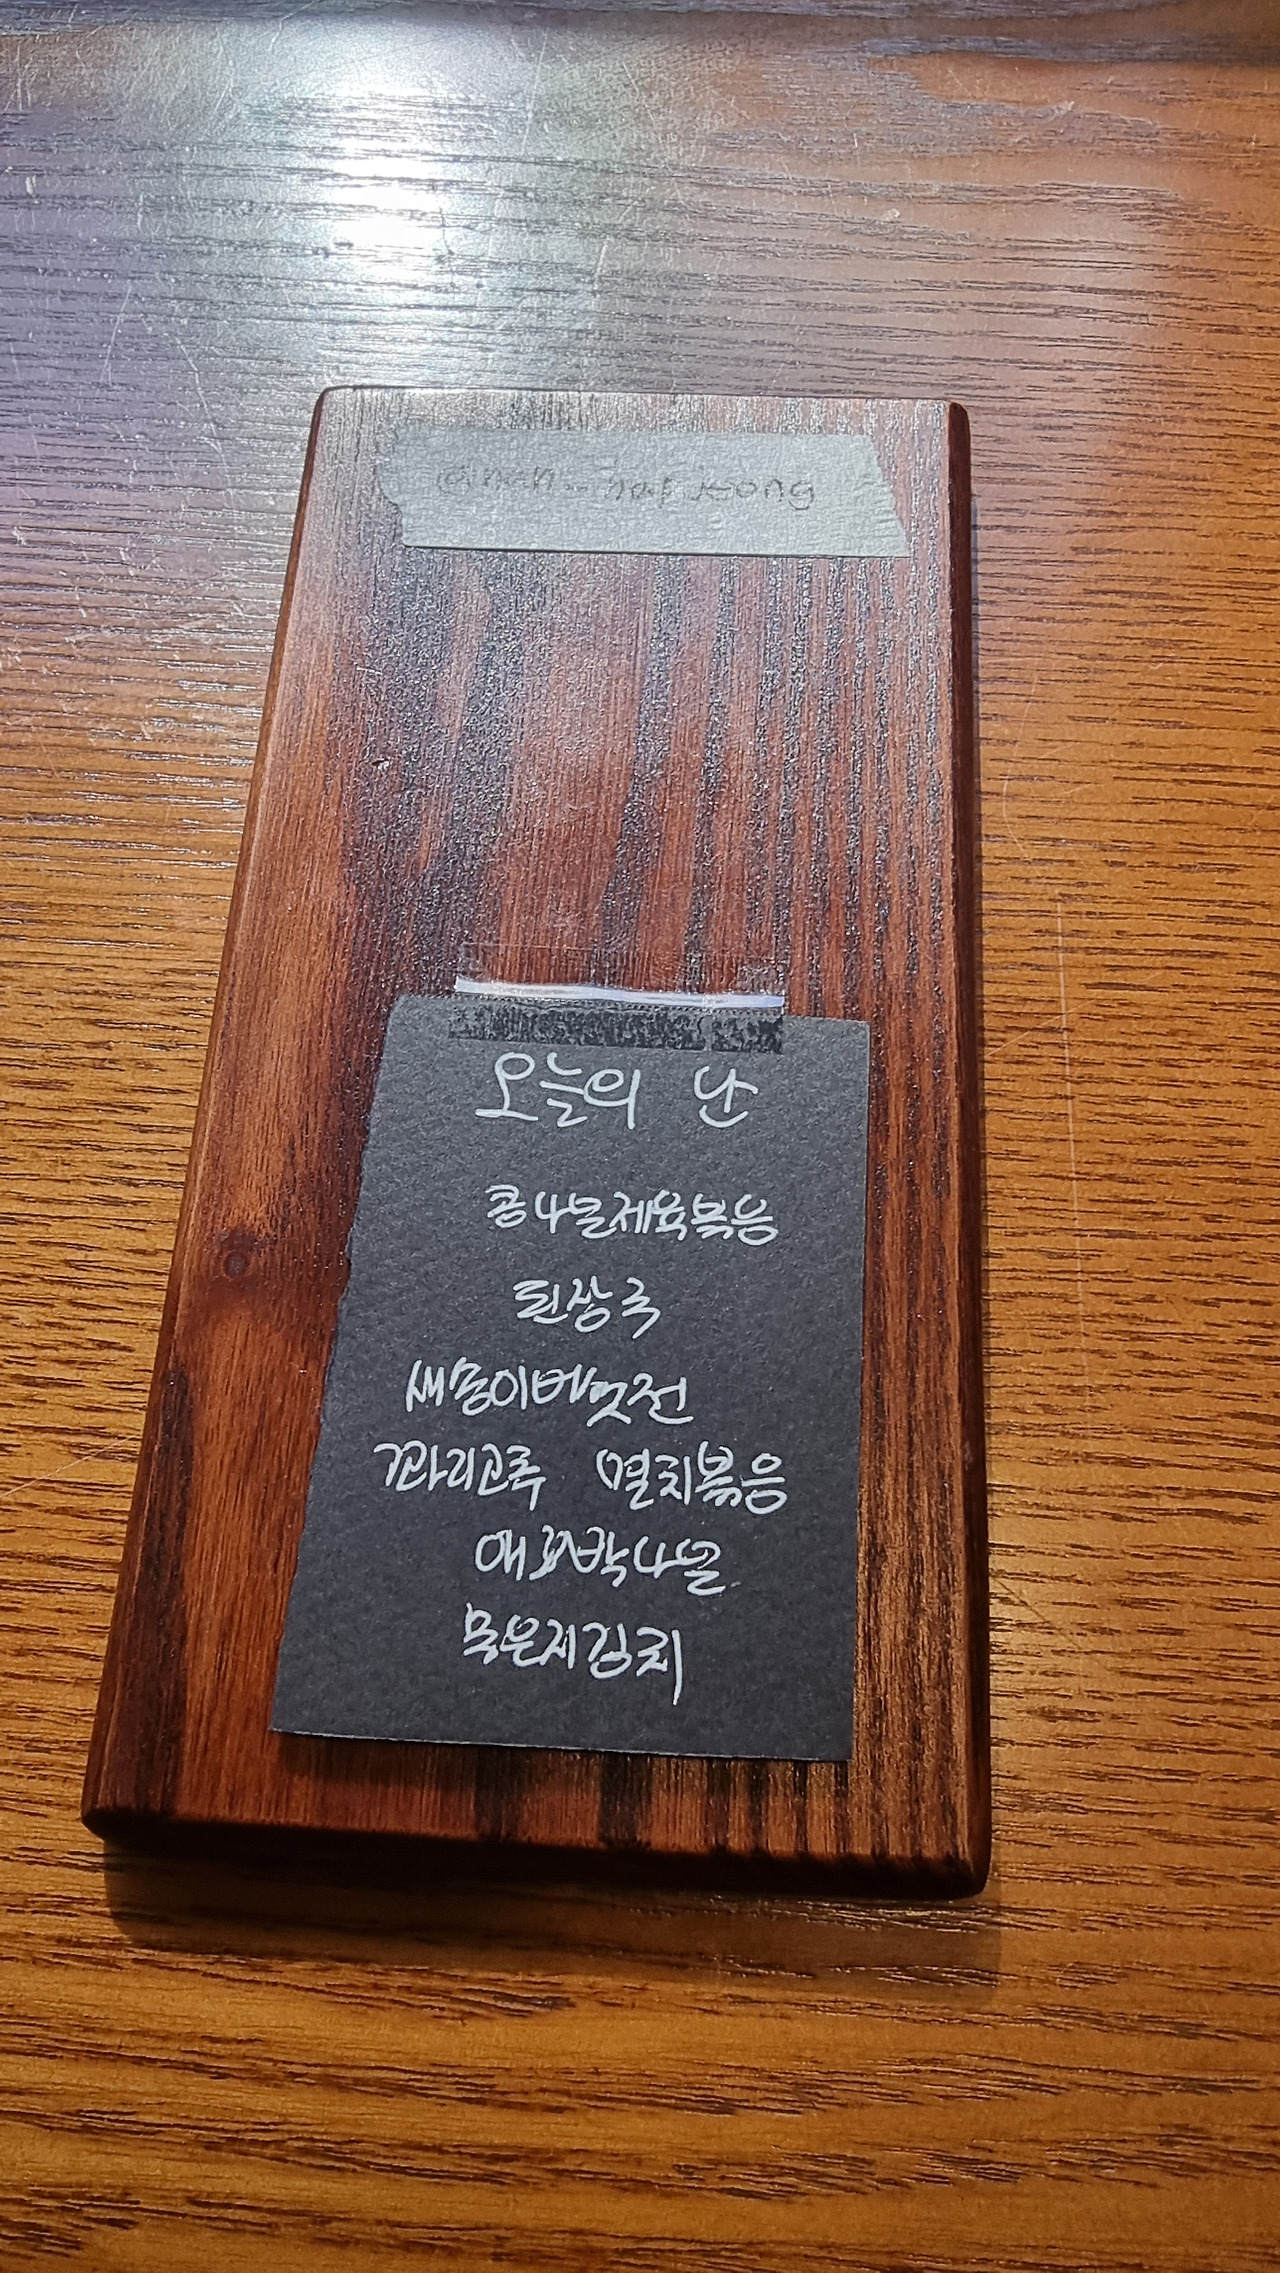 오늘의 난
콩나물제육볶음
된장국
새송이버섯전
꽈리고추 멸치볶음
애호박나물
묵은지김치